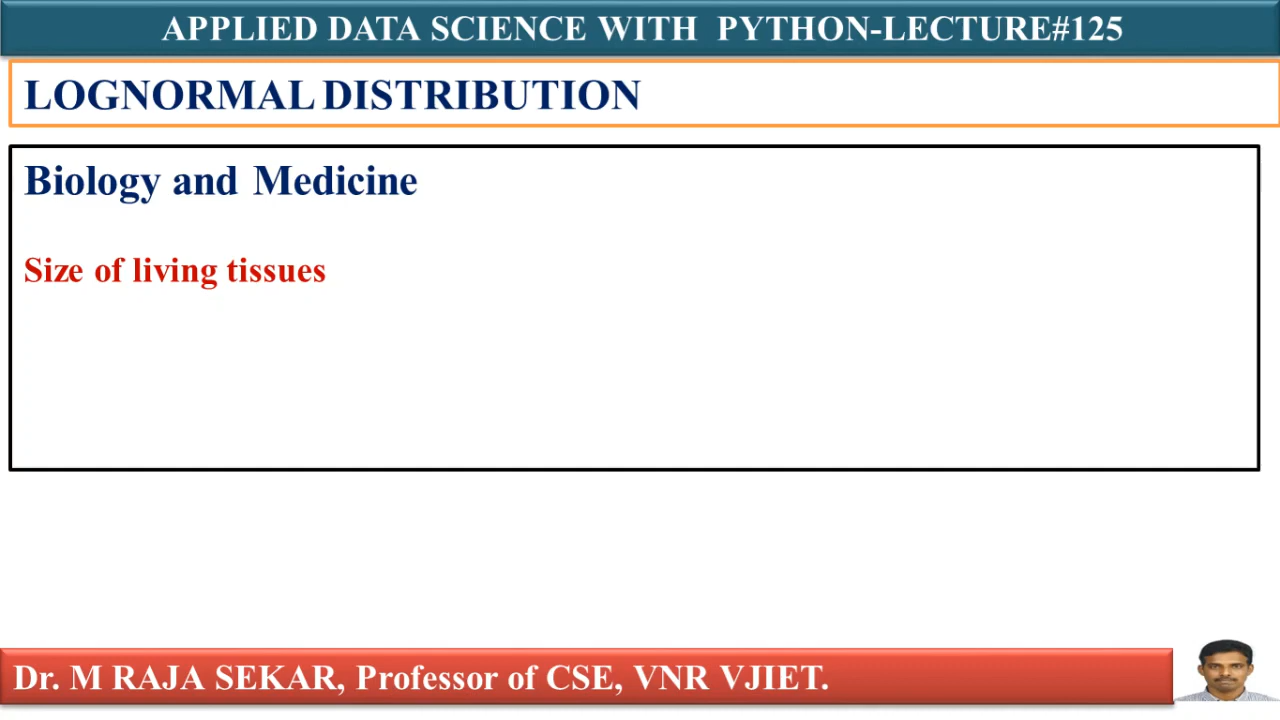 APPLIED DATA SCIENCE WITH PYTHON-LECTURE#125
LOGNORMAL DISTRIBUTION
Biology and Medicine
Size of living tissues
Dr. M RAJA SEKAR, Professor of CSE, VNR VJIET.